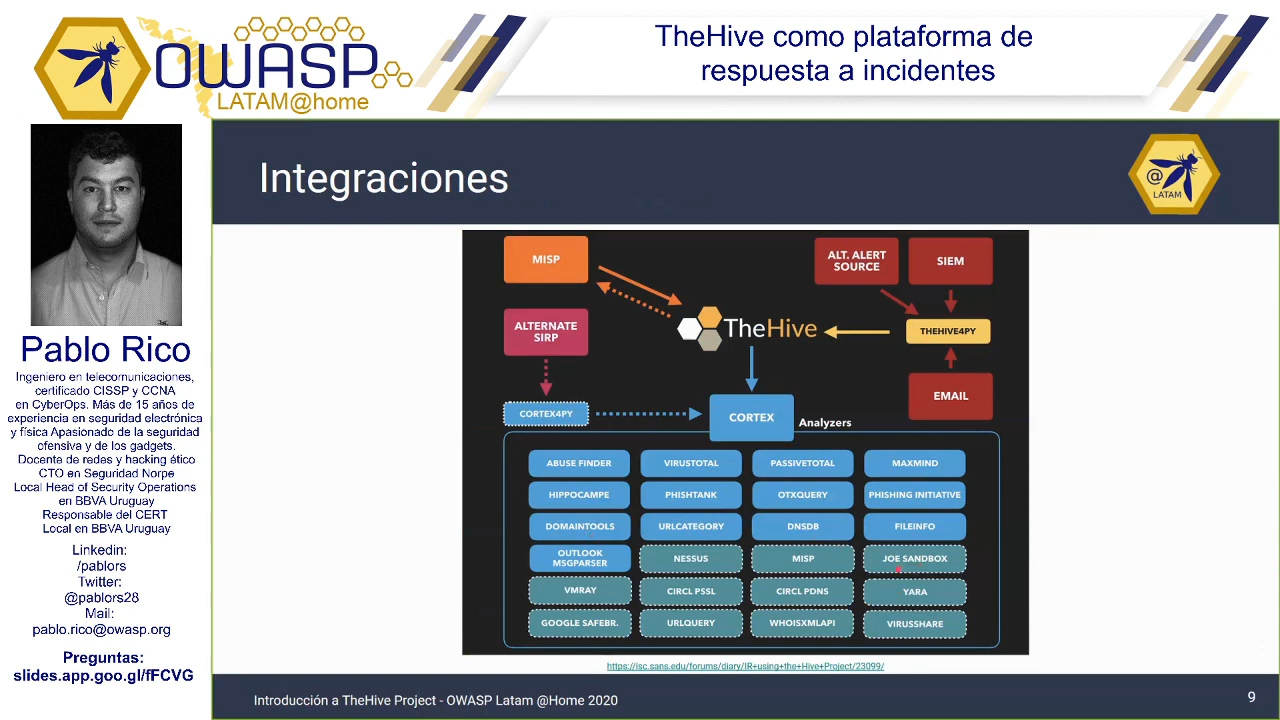 OWASP
LATAM@home
TheHive como plataforma de
respuesta a incidentes
Pablo Rico
Ingeniero en telecomunicaciones,
certificado CISSP y CCNA
en CyberOps. Más de 15 años de
experiencia en seguridad electrónica
y física Apasionado de la seguridad
ofensiva y de los gadgets.
Docente de redes y hacking ético
CTO en Seguridad Norpe
Local Head of Security Operations
en BBVA Uruguay
Responsable del CERT
Local en BBVA Uruguay
Linkedin:
/pablors
Twitter:
@pablors28
Mail:
pablo.rico@owasp.org
Preguntas:
slides.app.goo.gl/fFCVG
Integraciones
@
LATAM
MISP
ALT. ALERT
SOURCE
SIEM
ALTERNATE
SIRP
TheHive
THEHIVE4PY
EMAIL
CORTEX4PY
CORTEX
Analyzers
ABUSE FINDER
VIRUSTOTAL
PASSIVETOTAL
MAXMIND
HIPPOCAMPE
PHISHTANK
OTXQUERY
PHISHING INITIATIVE
DOMAINTOOLS
URLCATEGORY
DNSDB
FILEINFO
OUTLOOK
MSGPARSER
NESSUS
MISP
JOE SANDBOX
VMRAY
CIRCL PSSL
CIRCL PDNS
YARA
GOOGLE SAFEBR.
URLQUERY
WHOISXMLAPI
VIRUSSHARE
https://isc.sans.edu/forums/diary/IR+using+the+Hive+Project/23099/
Introducción a TheHive Project - OWASP Latam @Home 2020
9